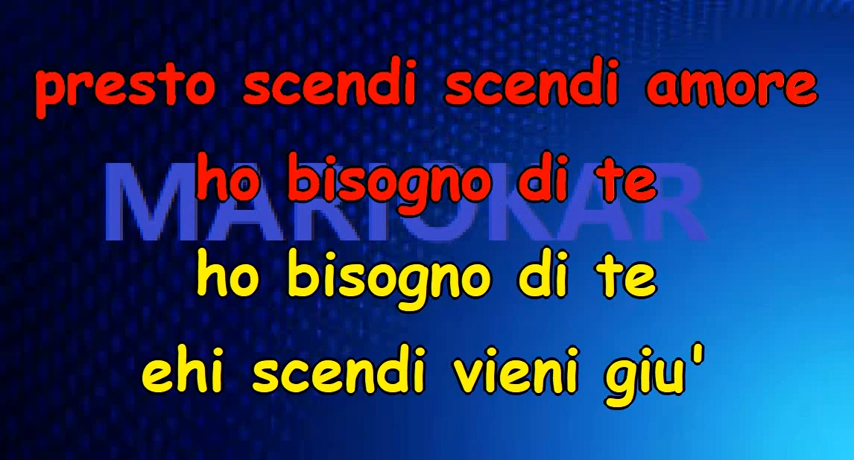 presto scendi scendi amore
MARIOKAR
ho bisogno di te
ho bisogno di te
ehi scendi vieni giu'